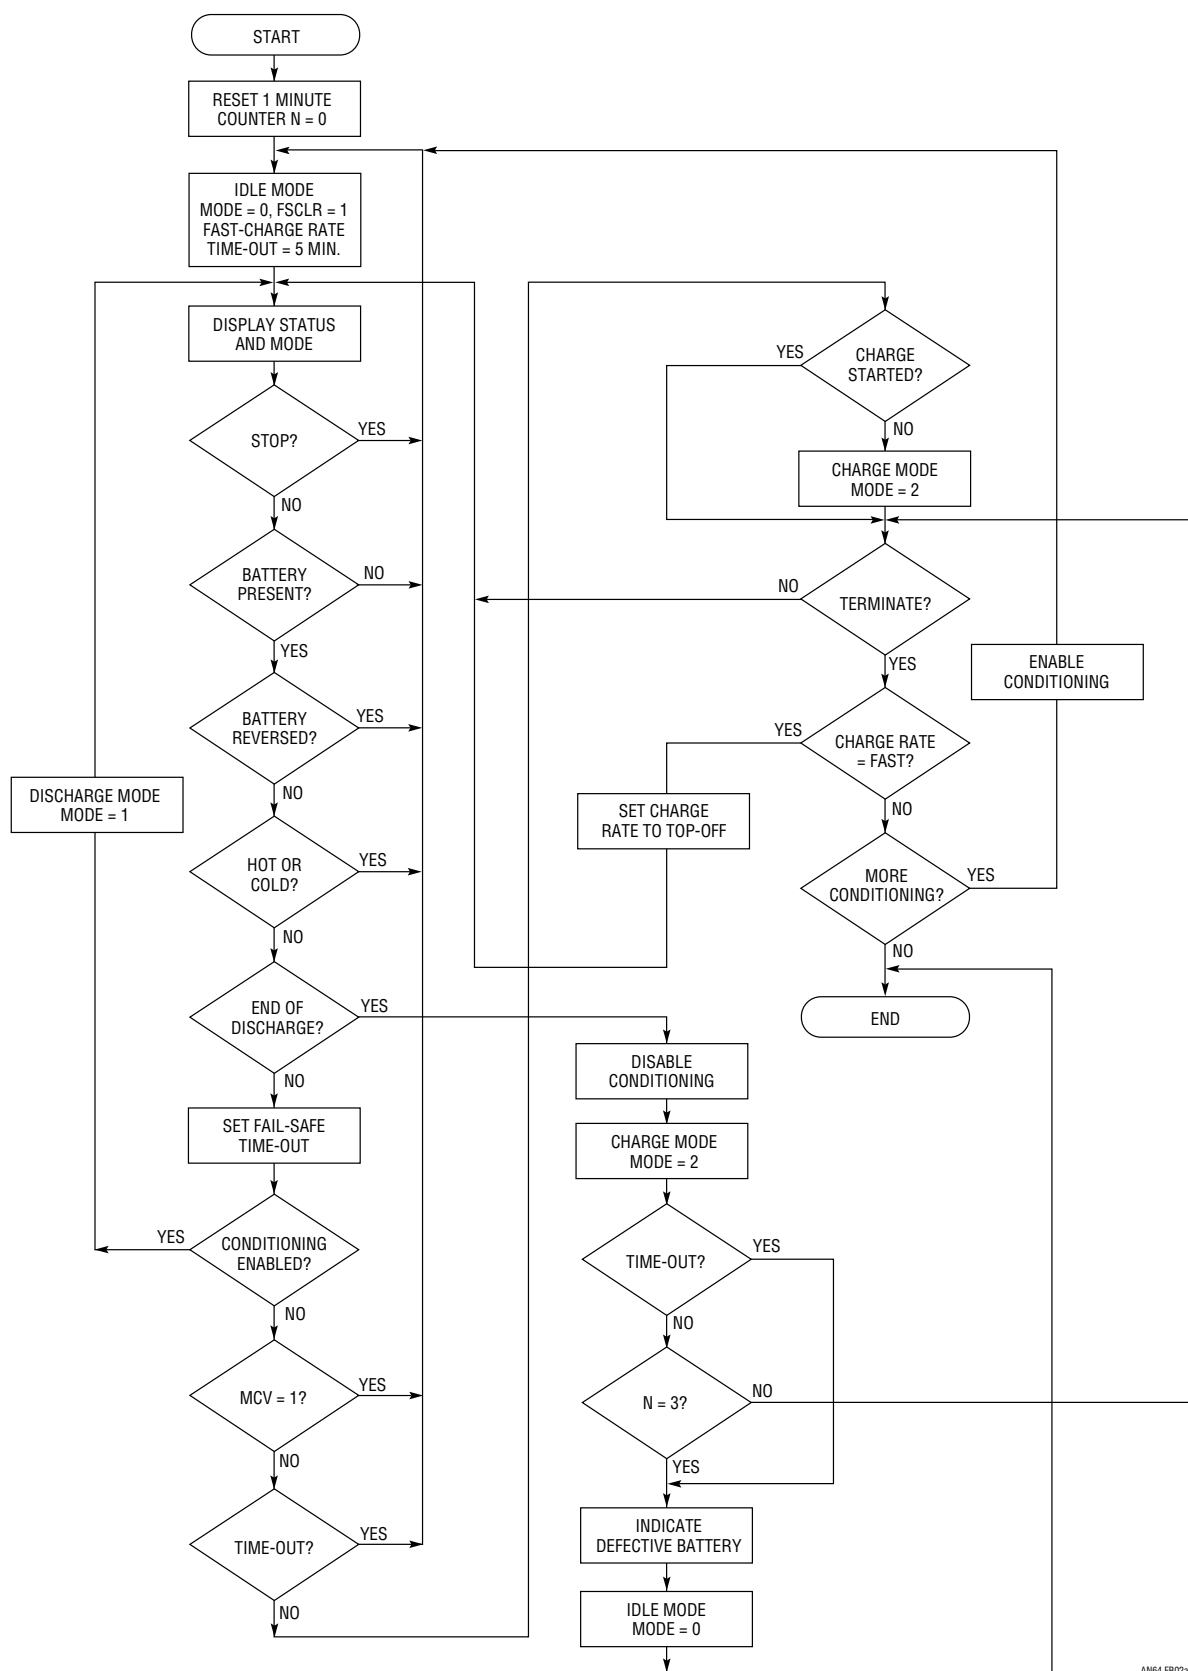 START
RESET 1 MINUTE
COUNTER N = 0
IDLE MODE
MODE = 0, FSCLR = 1
FAST-CHARGE RATE
TIME-OUT = 5 MIN.
DISPLAY STATUS
AND MODE
STOP?
YES
NO
BATTERY
PRESENT?
NO
YES
BATTERY
REVERSED?
YES
NO
DISCHARGE MODE
MODE = 1
HOT OR
COLD?
YES
NO
END OF
DISCHARGE?
YES
NO
SET FAIL-SAFE
TIME-OUT
YES
CONDITIONING
ENABLED?
NO
MCV = 1?
YES
NO
TIME-OUT?
YES
NO
YES
CHARGE
STARTED?
NO
CHARGE MODE
MODE = 2
NO
TERMINATE?
YES
ENABLE
CONDITIONING
YES
CHARGE RATE
= FAST?
NO
SET CHARGE
RATE TO TOP-OFF
MORE
CONDITIONING?
YES
NO
END
DISABLE
CONDITIONING
CHARGE MODE
MODE = 2
TIME-OUT?
YES
NO
N = 3?
NO
YES
INDICATE
DEFECTIVE BATTERY
IDLE MODE
MODE = 0